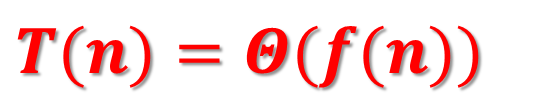 T(n) = Θ(f(n))